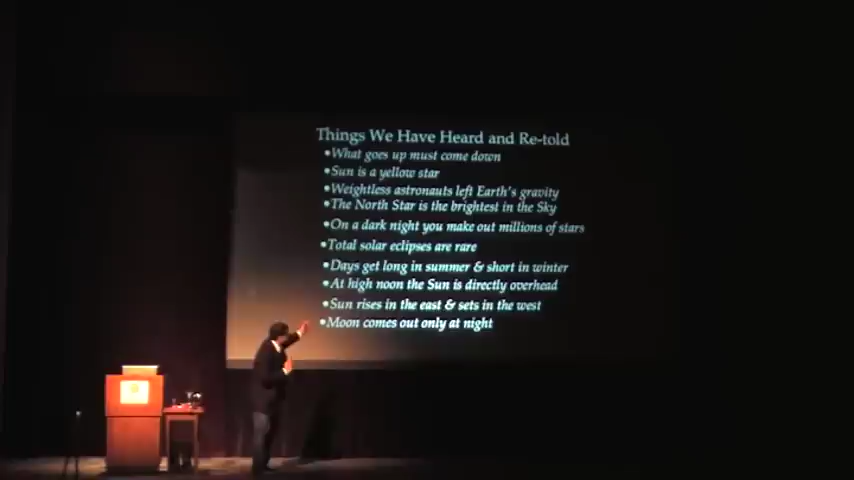 Things We Have Heard and Re-told
•What goes up must come down
•Sun is a yellow star
•Weightless astronauts left Earth's gravity
•The North Star is the brightest in the Sky
•On a dark night you make out millions of stars
•Total solar eclipses are rare
•Days get long in summer & short in winter
•At high noon the Sun is directly overhead
•Sun rises in the east & sets in the west
•Moon comes out only at night